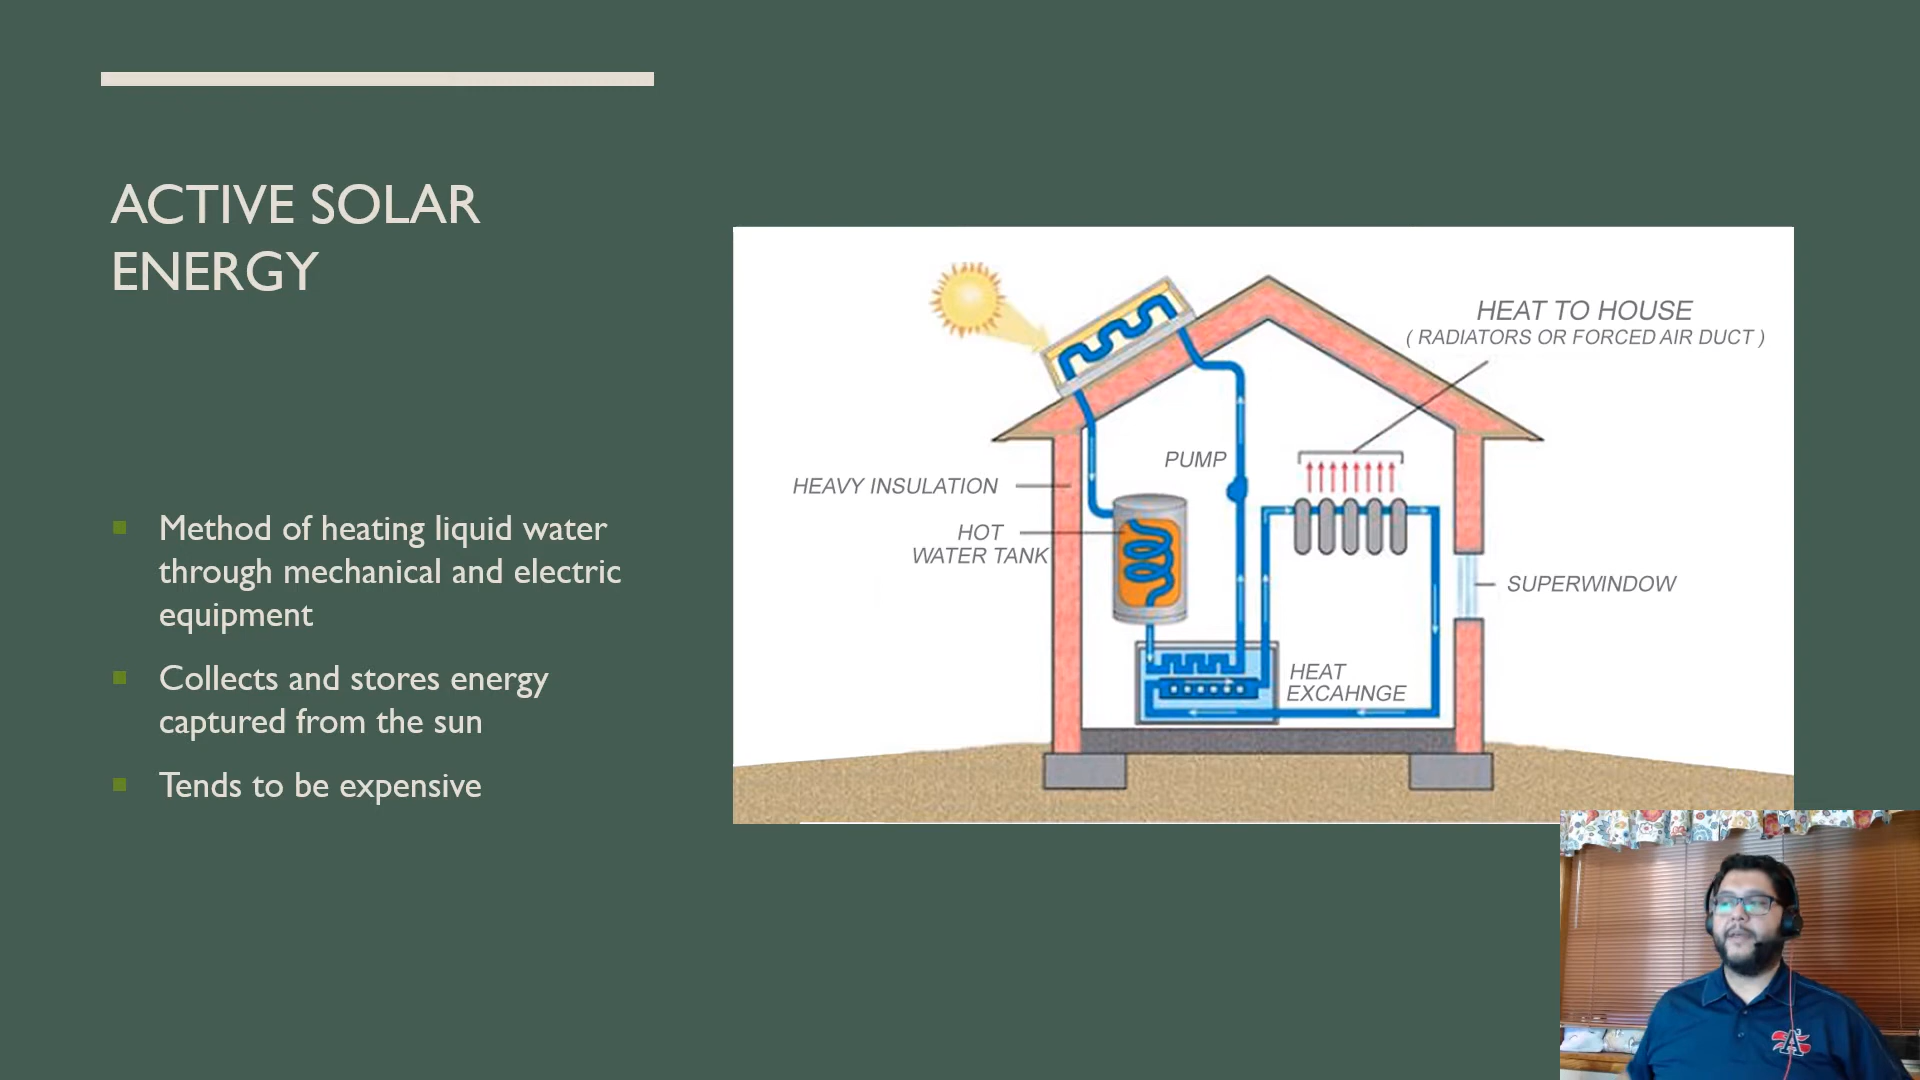 ACTIVE SOLAR
ENERGY
Method of heating liquid water
through mechanical and electric
equipment
Collects and stores energy
captured from the sun
Tends to be expensive
HEAT TO HOUSE
( RADIATORS OR FORCED AIR DUCT )
PUMP
HEAVY INSULATION
HOT
WATER TANK
SUPERWINDOW
HEAT
EXCAHNGE
A